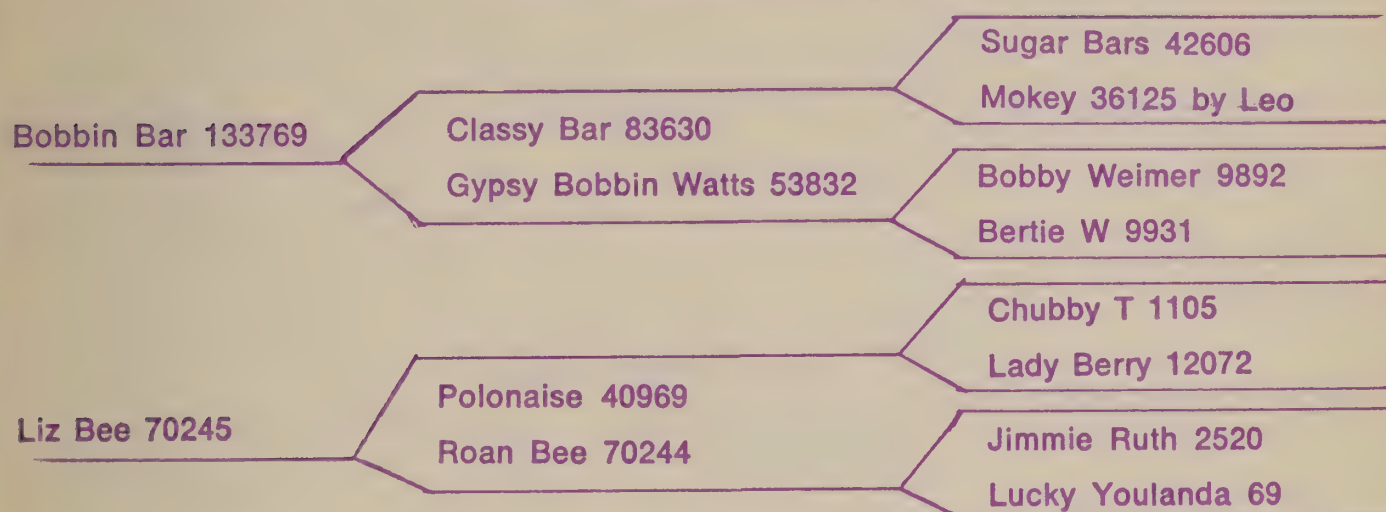 Sugar Bars 42606
Mokey 36125 by Leo
Bobbin Bar 133769
Classy Bar 83630
Gypsy Bobbin Watts 53832
Bobby Weimer 9892
Bertie W 9931
Chubby T 1105
Lady Berry 12072
Liz Bee 70245
Polonaise 40969
Roan Bee 70244
Jimmie Ruth 2520
Lucky Youlanda 69